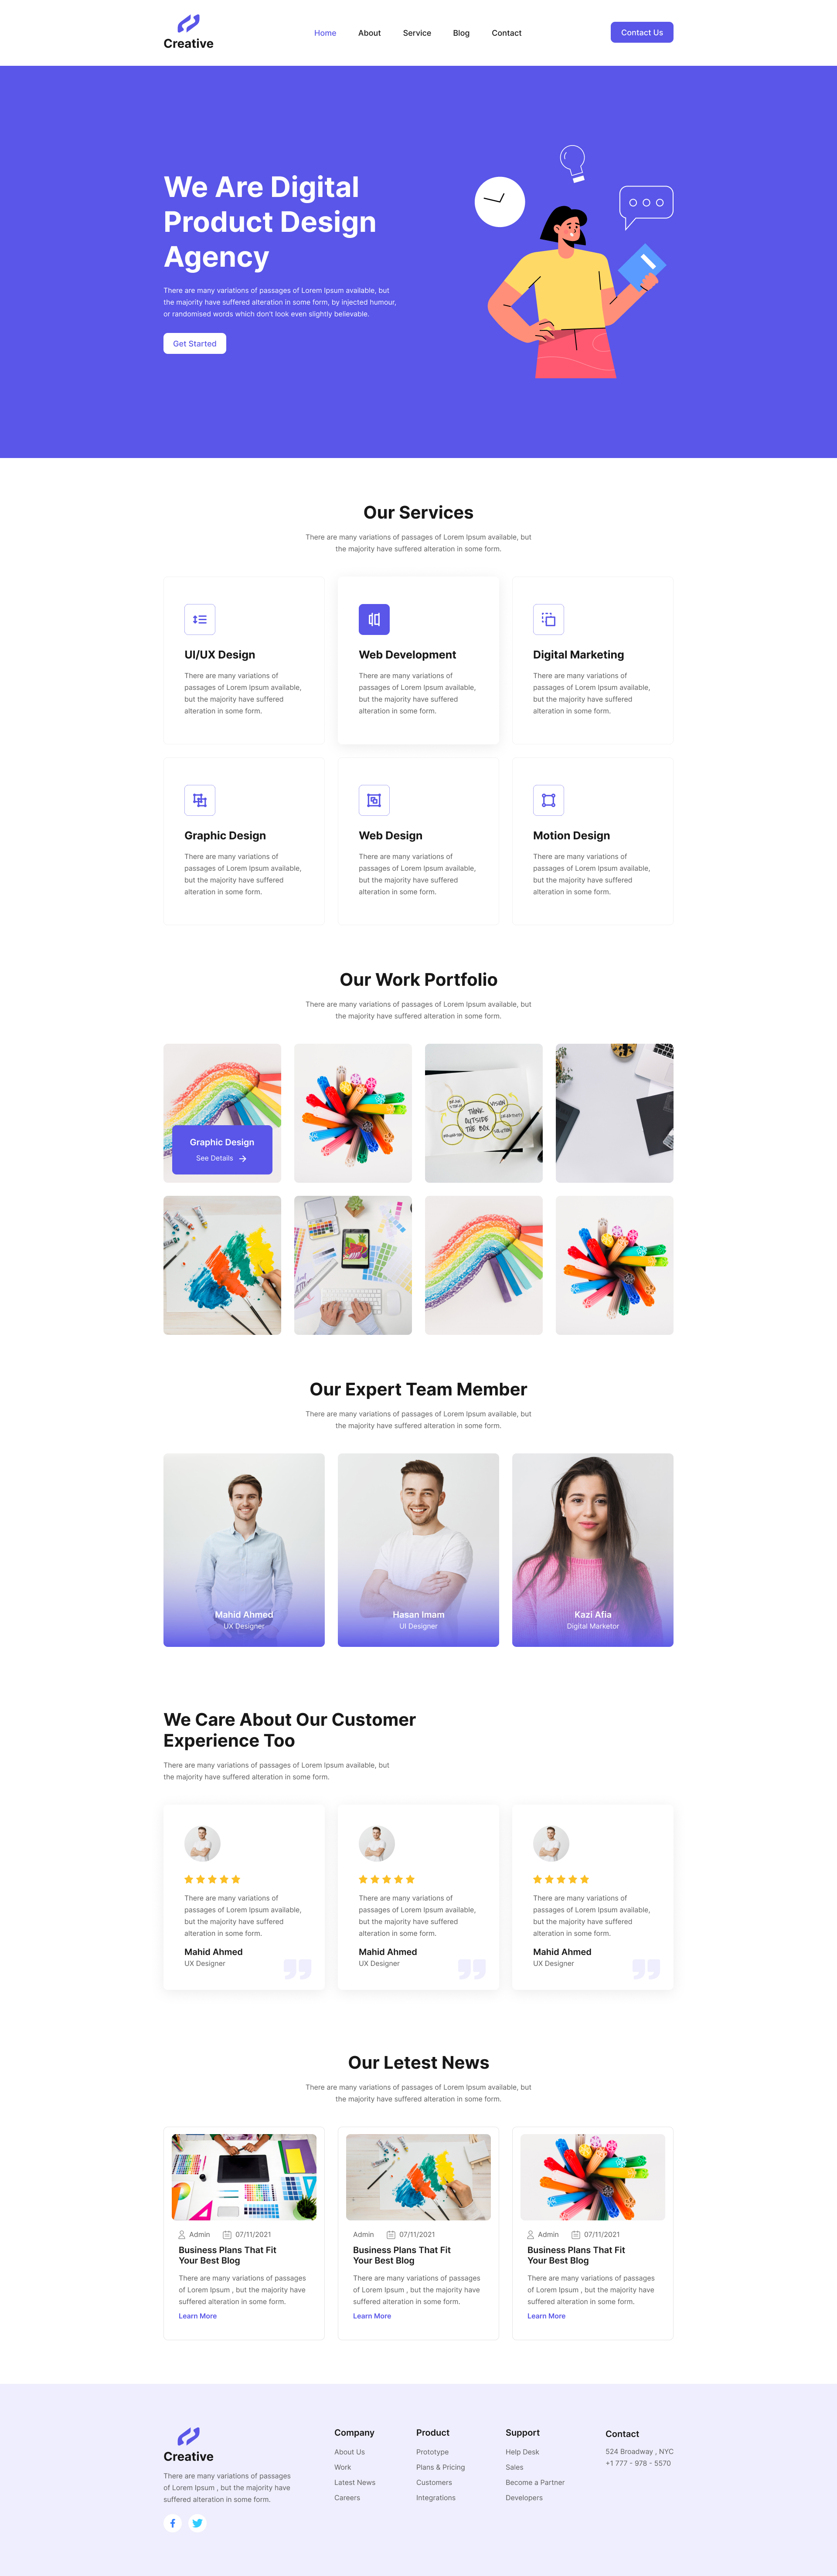 Creative
Home
About
Service
Blog
Contact
Contact Us
We Are Digital
Product Design
Agency
There are many variations of passages of Lorem Ipsum available, but
the majority have suffered alteration in some form, by injected humour,
or randomised words which don't look even slightly believable.
Get Started
Our Services
There are many variations of passages of Lorem Ipsum available, but
the majority have suffered alteration in some form.
UI/UX Design
There are many variations of
passages of Lorem Ipsum available,
but the majority have suffered
alteration in some form.
Web Development
There are many variations of
passages of Lorem Ipsum available,
but the majority have suffered
alteration in some form.
Digital Marketing
There are many variations of
passages of Lorem Ipsum available,
but the majority have suffered
alteration in some form.
Graphic Design
There are many variations of
passages of Lorem Ipsum available,
but the majority have suffered
alteration in some form.
Web Design
There are many variations of
passages of Lorem Ipsum available,
but the majority have suffered
alteration in some form.
Motion Design
There are many variations of
passages of Lorem Ipsum available,
but the majority have suffered
alteration in some form.
Our Work Portfolio
There are many variations of passages of Lorem Ipsum available, but
the majority have suffered alteration in some form.
Graphic Design
See Details
VISION
THINK
OUTSIDE
THE BOX
Our Expert Team Member
There are many variations of passages of Lorem Ipsum available, but
the majority have suffered alteration in some form.
Mahid Ahmed
UX Designer
Hasan Imam
UI Designer
Kazi Afia
Digital Marketor
We Care About Our Customer
Experience Too
There are many variations of passages of Lorem Ipsum available, but
the majority have suffered alteration in some form.
There are many variations of
passages of Lorem Ipsum available,
but the majority have suffered
alteration in some form.
Mahid Ahmed
UX Designer
There are many variations of
passages of Lorem Ipsum available,
but the majority have suffered
alteration in some form.
Mahid Ahmed
UX Designer
There are many variations of
passages of Lorem Ipsum available,
but the majority have suffered
alteration in some form.
Mahid Ahmed
UX Designer
Our Letest News
There are many variations of passages of Lorem Ipsum available, but
the majority have suffered alteration in some form.
Admin 07/11/2021
Business Plans That Fit
Your Best Blog
There are many variations of passages
of Lorem Ipsum , but the majority have
suffered alteration in some form.
Learn More
Admin 07/11/2021
Business Plans That Fit
Your Best Blog
There are many variations of passages
of Lorem Ipsum , but the majority have
suffered alteration in some form.
Learn More
Admin 07/11/2021
Business Plans That Fit
Your Best Blog
There are many variations of passages
of Lorem Ipsum , but the majority have
suffered alteration in some form.
Learn More
Creative
There are many variations of passages
of Lorem Ipsum , but the majority have
suffered alteration in some form.
Company
About Us
Work
Latest News
Careers
Product
Prototype
Plans & Pricing
Customers
Integrations
Support
Help Desk
Sales
Become a Partner
Developers
Contact
524 Broadway , NYC
+1 777 - 978 - 5570